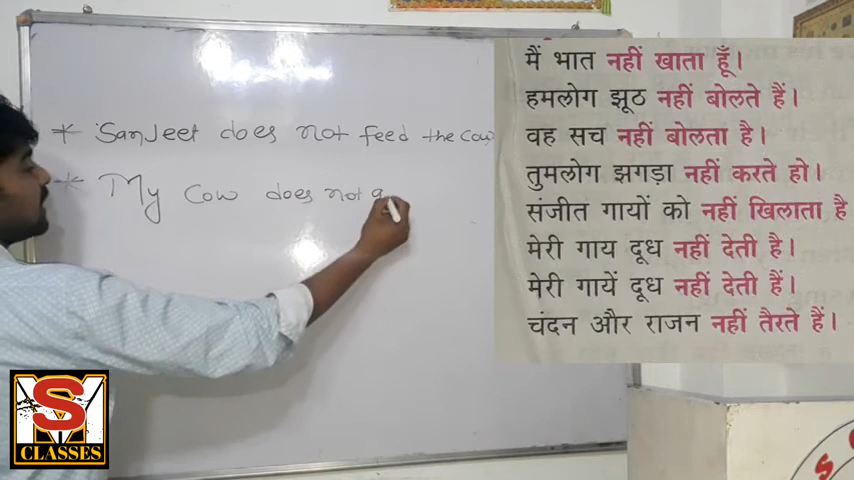 * Sanjeet does not feed the cow
* My cow does not g
मैं भात नहीं खाता हूँ।
हमलोग झूठ नहीं बोलते हैं।
वह सच नहीं बोलता है।
तुमलोग झगड़ा नहीं करते हो।
संजीत गायों को नहीं खिलाता है
मेरी गाय दूध नहीं देती है।
मेरी गायें दूध नहीं देती हैं।
चंदन और राजन नहीं तैरते हैं।
MS
CLASSES